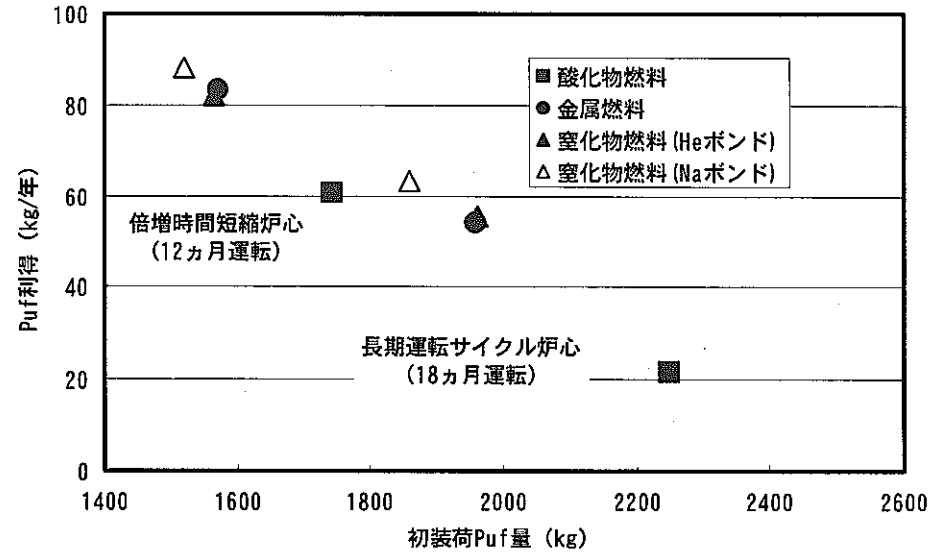 100
80
60
40
20
0
Puf利得 (kg/年)
■ 酸化物燃料
● 金属燃料
▲ 窒化物燃料(Heボンド)
△ 窒化物燃料(Naボンド)
倍増時間短縮炉心
(12ヵ月運転)
長期運転サイクル炉心
(18ヵ月運転)
1400 1600 1800 2000 2200 2400 2600
初装荷Puf量 (kg)